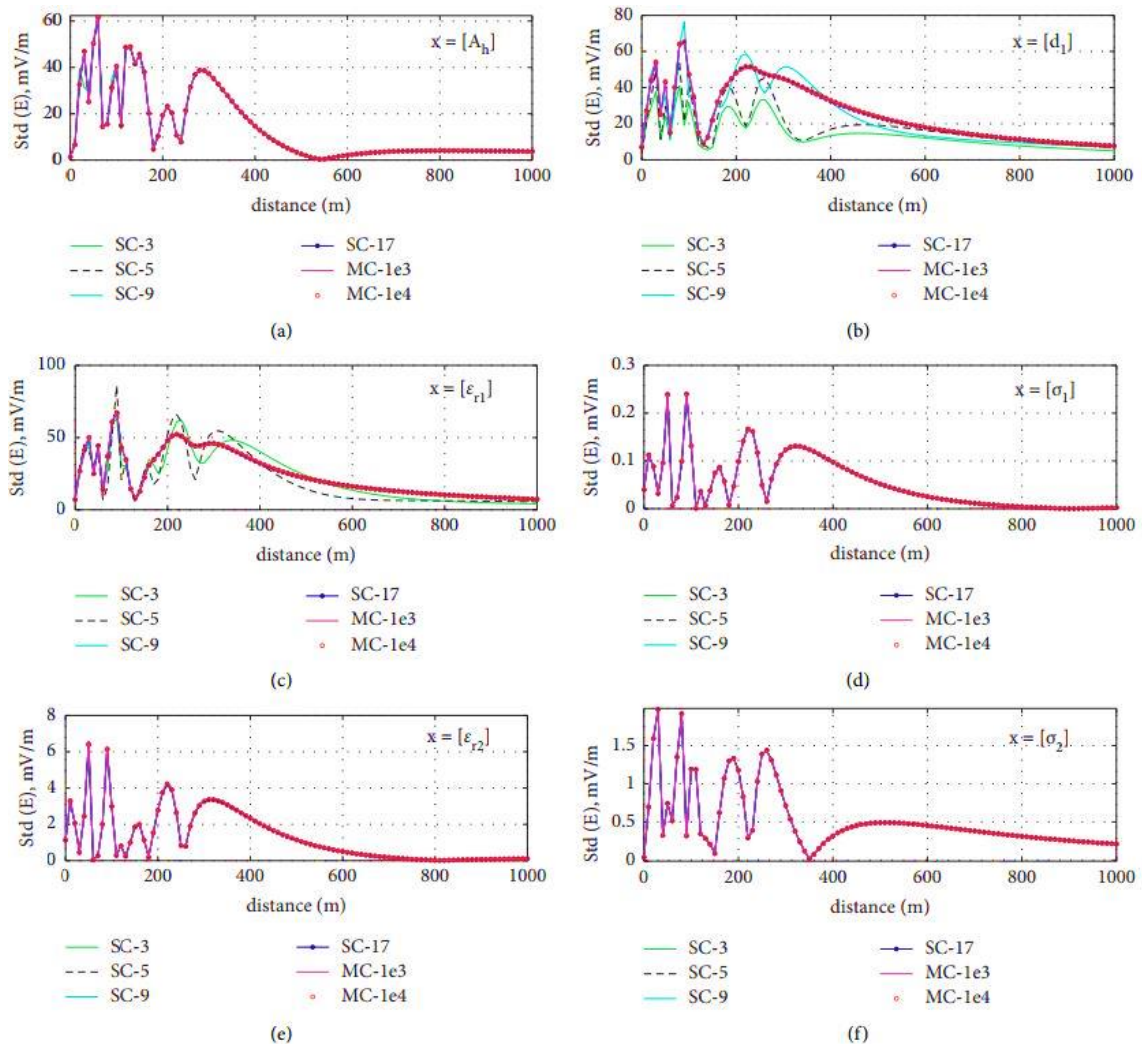 60
40
20
0
Std (E), mV/m
x = [A_h]
0 200 400 600 800 1000
distance (m)
SC-3
SC-5
SC-9
SC-17
MC-1e3
MC-1e4
(a)
80
60
40
20
0
Std (E), mV/m
x = [d_1]
0 200 400 600 800 1000
distance (m)
SC-3
SC-5
SC-9
SC-17
MC-1e3
MC-1e4
(b)
100
50
0
Std (E), mV/m
x = [ε_r1]
0 200 400 600 800 1000
distance (m)
SC-3
SC-5
SC-9
SC-17
MC-1e3
MC-1e4
(c)
0.3
0.2
0.1
0
Std (E), mV/m
x = [σ_1]
0 200 400 600 800 1000
distance (m)
SC-3
SC-5
SC-9
SC-17
MC-1e3
MC-1e4
(d)
8
6
4
2
0
Std (E), mV/m
x = [ε_r2]
0 200 400 600 800 1000
distance (m)
SC-3
SC-5
SC-9
SC-17
MC-1e3
MC-1e4
(e)
1.5
1
0.5
0
Std (E), mV/m
x = [σ_2]
0 200 400 600 800 1000
distance (m)
SC-3
SC-5
SC-9
SC-17
MC-1e3
MC-1e4
(f)